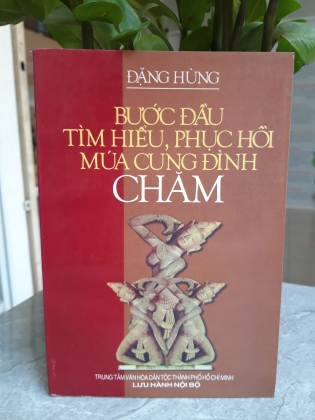 ĐẶNG HÙNG
BƯỚC ĐẦU
TÌM HIỂU, PHỤC HỒI
MÚA CUNG ĐÌNH
CHĂM
TRUNG TÂM VĂN HÓA DÂN TỘC THÀNH PHỐ HỒ CHÍ MINH
LƯU HÀNH NỘI BỘ